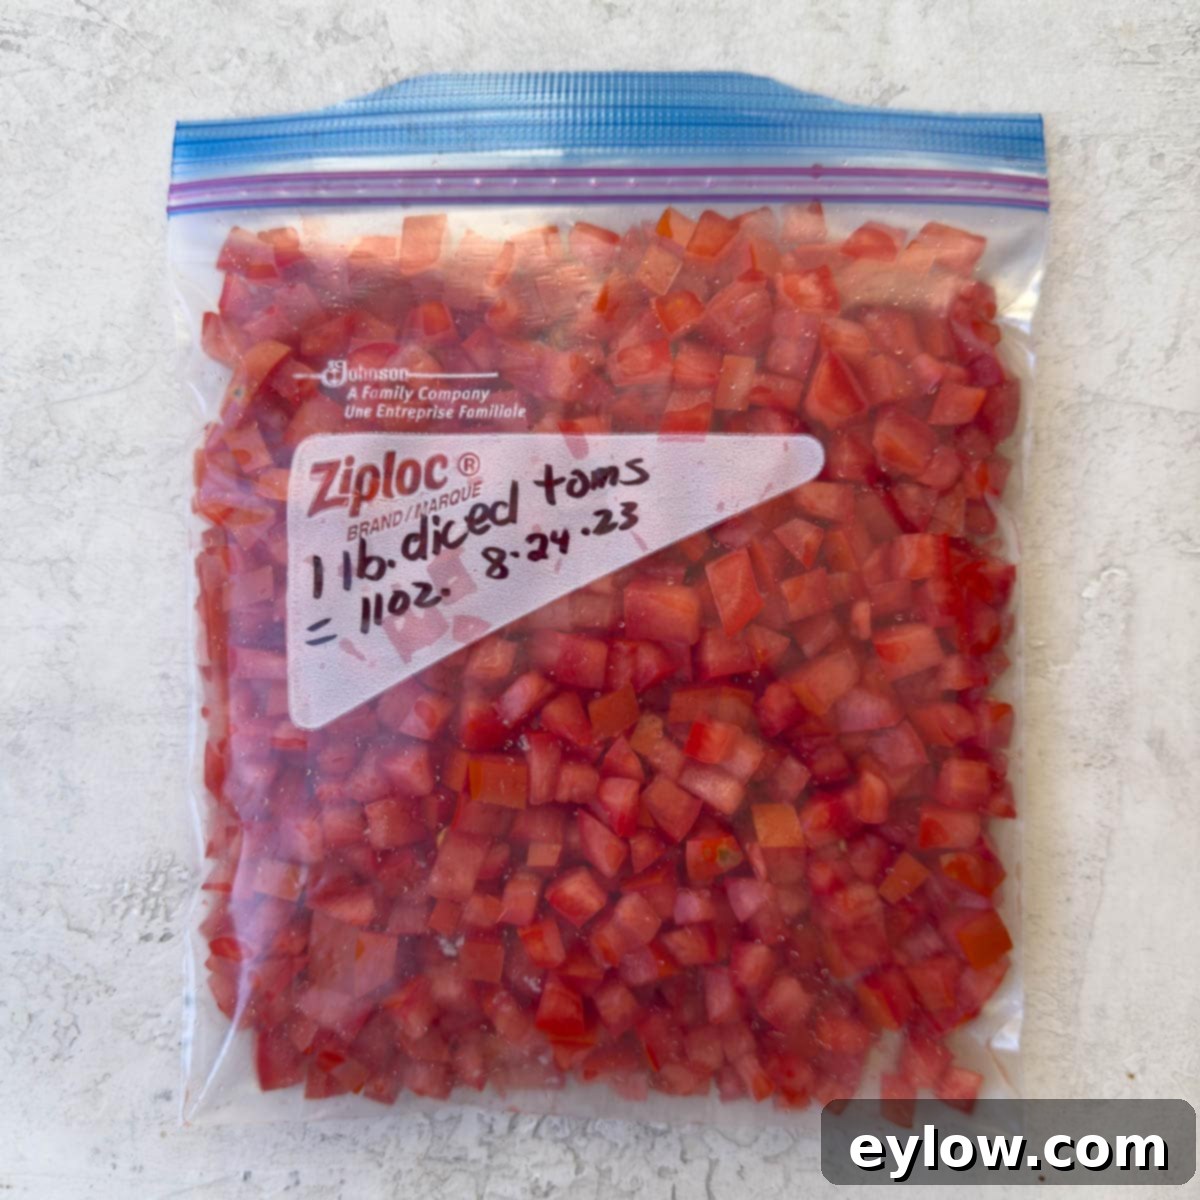 Johnson
A Family Company
Une Entreprise Familiale
Ziploc®
BRAND/MARQUE
1 lb. diced toms
= 11oz. 8.24.23
eylow.com